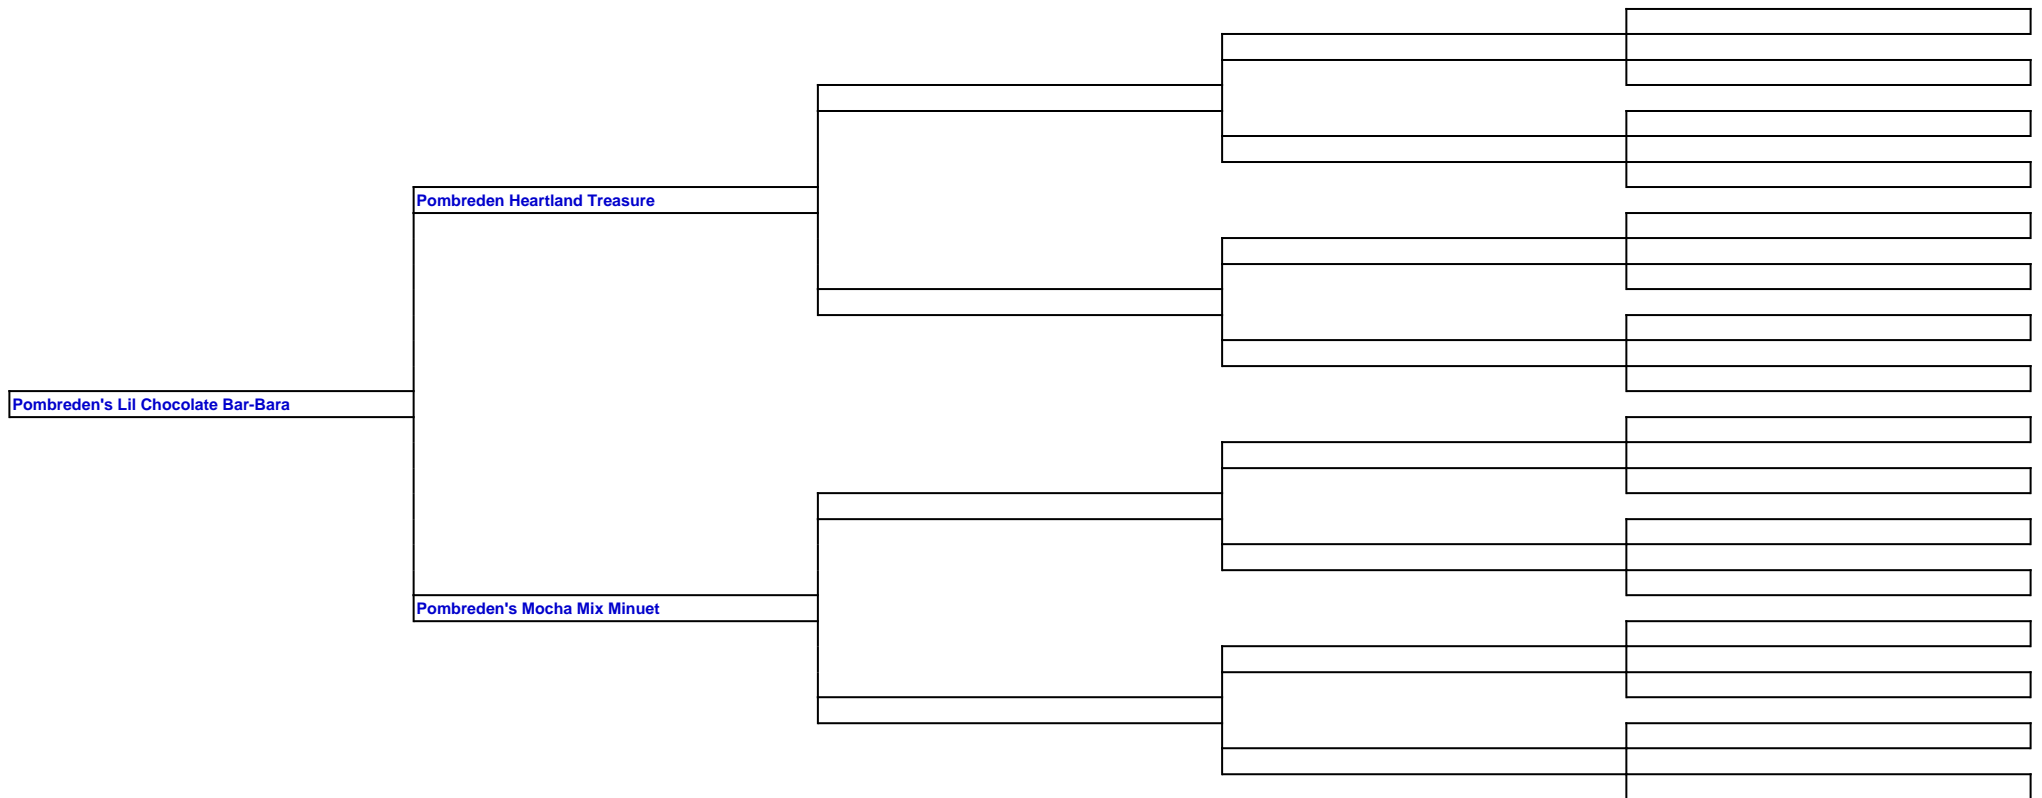 Pombreden Heartland Treasure
Pombreden's Lil Chocolate Bar-Bara
Pombreden's Mocha Mix Minuet